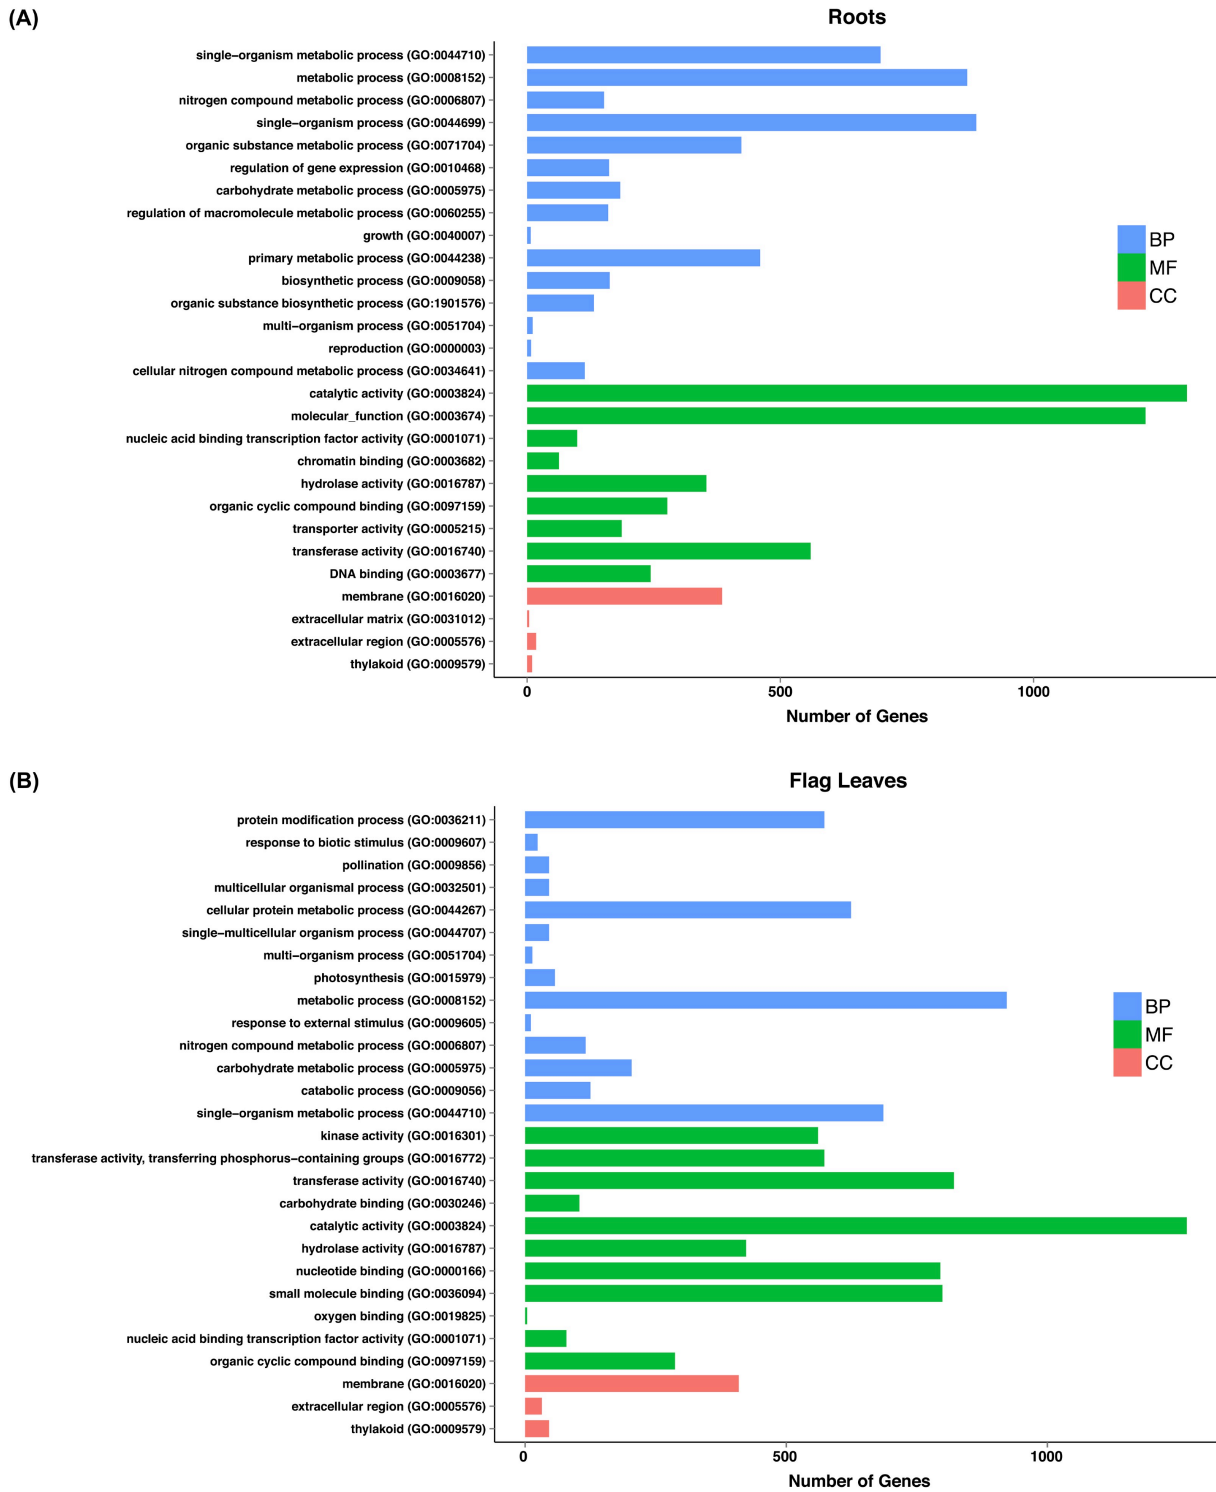 (A)
Roots
single−organism metabolic process (GO:0044710)
metabolic process (GO:0008152)
nitrogen compound metabolic process (GO:0006807)
single−organism process (GO:0044699)
organic substance metabolic process (GO:0071704)
regulation of gene expression (GO:0010468)
carbohydrate metabolic process (GO:0005975)
regulation of macromolecule metabolic process (GO:0060255)
growth (GO:0040007)
primary metabolic process (GO:0044238)
biosynthetic process (GO:0009058)
organic substance biosynthetic process (GO:1901576)
multi−organism process (GO:0051704)
reproduction (GO:0000003)
cellular nitrogen compound metabolic process (GO:0034641)
catalytic activity (GO:0003824)
molecular_function (GO:0003674)
nucleic acid binding transcription factor activity (GO:0001071)
chromatin binding (GO:0003682)
hydrolase activity (GO:0016787)
organic cyclic compound binding (GO:0097159)
transporter activity (GO:0005215)
transferase activity (GO:0016740)
DNA binding (GO:0003677)
membrane (GO:0016020)
extracellular matrix (GO:0031012)
extracellular region (GO:0005576)
thylakoid (GO:0009579)
BP
MF
CC
0 500 1000
Number of Genes
(B)
Flag Leaves
protein modification process (GO:0036211)
response to biotic stimulus (GO:0009607)
pollination (GO:0009856)
multicellular organismal process (GO:0032501)
cellular protein metabolic process (GO:0044267)
single−multicellular organism process (GO:0044707)
multi−organism process (GO:0051704)
photosynthesis (GO:0015979)
metabolic process (GO:0008152)
response to external stimulus (GO:0009605)
nitrogen compound metabolic process (GO:0006807)
carbohydrate metabolic process (GO:0005975)
catabolic process (GO:0009056)
single−organism metabolic process (GO:0044710)
kinase activity (GO:0016301)
transferase activity, transferring phosphorus−containing groups (GO:0016772)
transferase activity (GO:0016740)
carbohydrate binding (GO:0030246)
catalytic activity (GO:0003824)
hydrolase activity (GO:0016787)
nucleotide binding (GO:0000166)
small molecule binding (GO:0036094)
oxygen binding (GO:0019825)
nucleic acid binding transcription factor activity (GO:0001071)
organic cyclic compound binding (GO:0097159)
membrane (GO:0016020)
extracellular region (GO:0005576)
thylakoid (GO:0009579)
BP
MF
CC
0 500 1000
Number of Genes